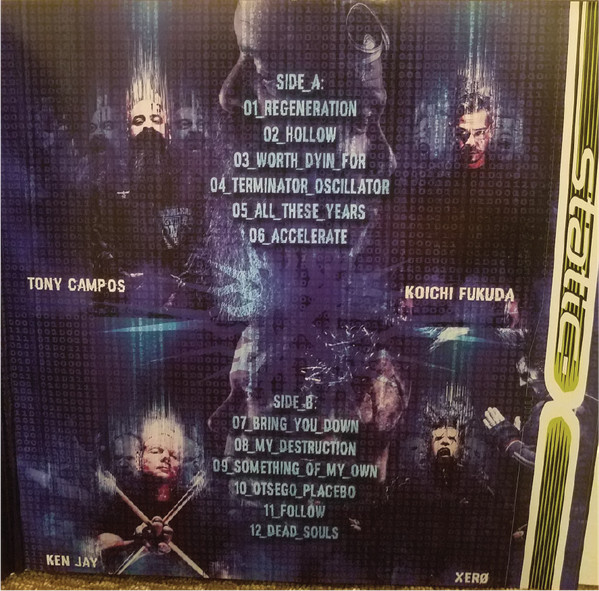 SIDE_A:
01_REGENERATION
02_HOLLOW
03_WORTH_DYIN_FOR
04_TERMINATOR_OSCILLATOR
05_ALL_THESE_YEARS
06_ACCELERATE
TONY CAMPOS
KOICHI FUKUDA
static-X
SIDE_B:
07_BRING_YOU_DOWN
08_MY_DESTRUCTION
09_SOMETHING_OF_MY_OWN
10_OTSEGO_PLACEBO
11_FOLLOW
12_DEAD_SOULS
KEN JAY
XERØ